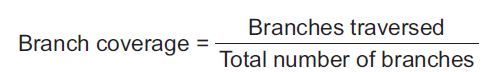 Branches traversed
Branch coverage =
Total number of branches